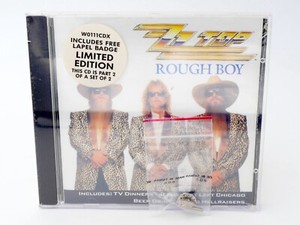 W0111CDX
INCLUDES FREE
LAPEL BADGE
LIMITED
EDITION
THIS CD IS PART 2
OF A SET OF 2
ZZ TOP
ROUGH BOY
INCLUDES: TV DINNERS
LEFT CHICAGO
BEER
HELLRAISERS